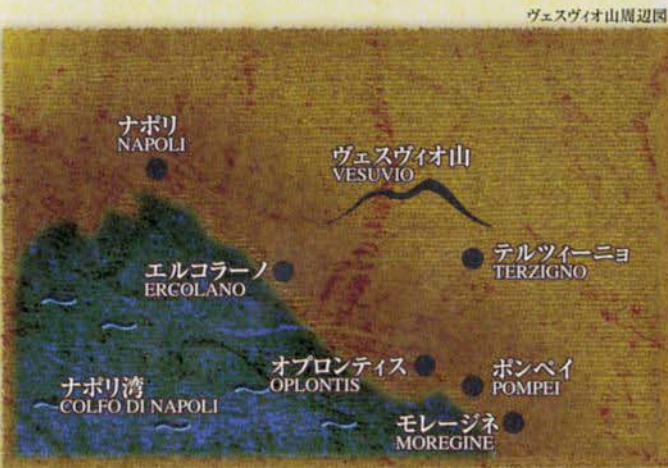 ヴェスヴィオ山周辺図
ナポリ
NAPOLI
ヴェスヴィオ山
VESUVIO
テルツィーニョ
TERZIGNO
エルコラーノ
ERCOLANO
オプロンティス
OPLONTIS
ポンペイ
POMPEI
ナポリ湾
COLFO DI NAPOLI
モレージネ
MOREGINE